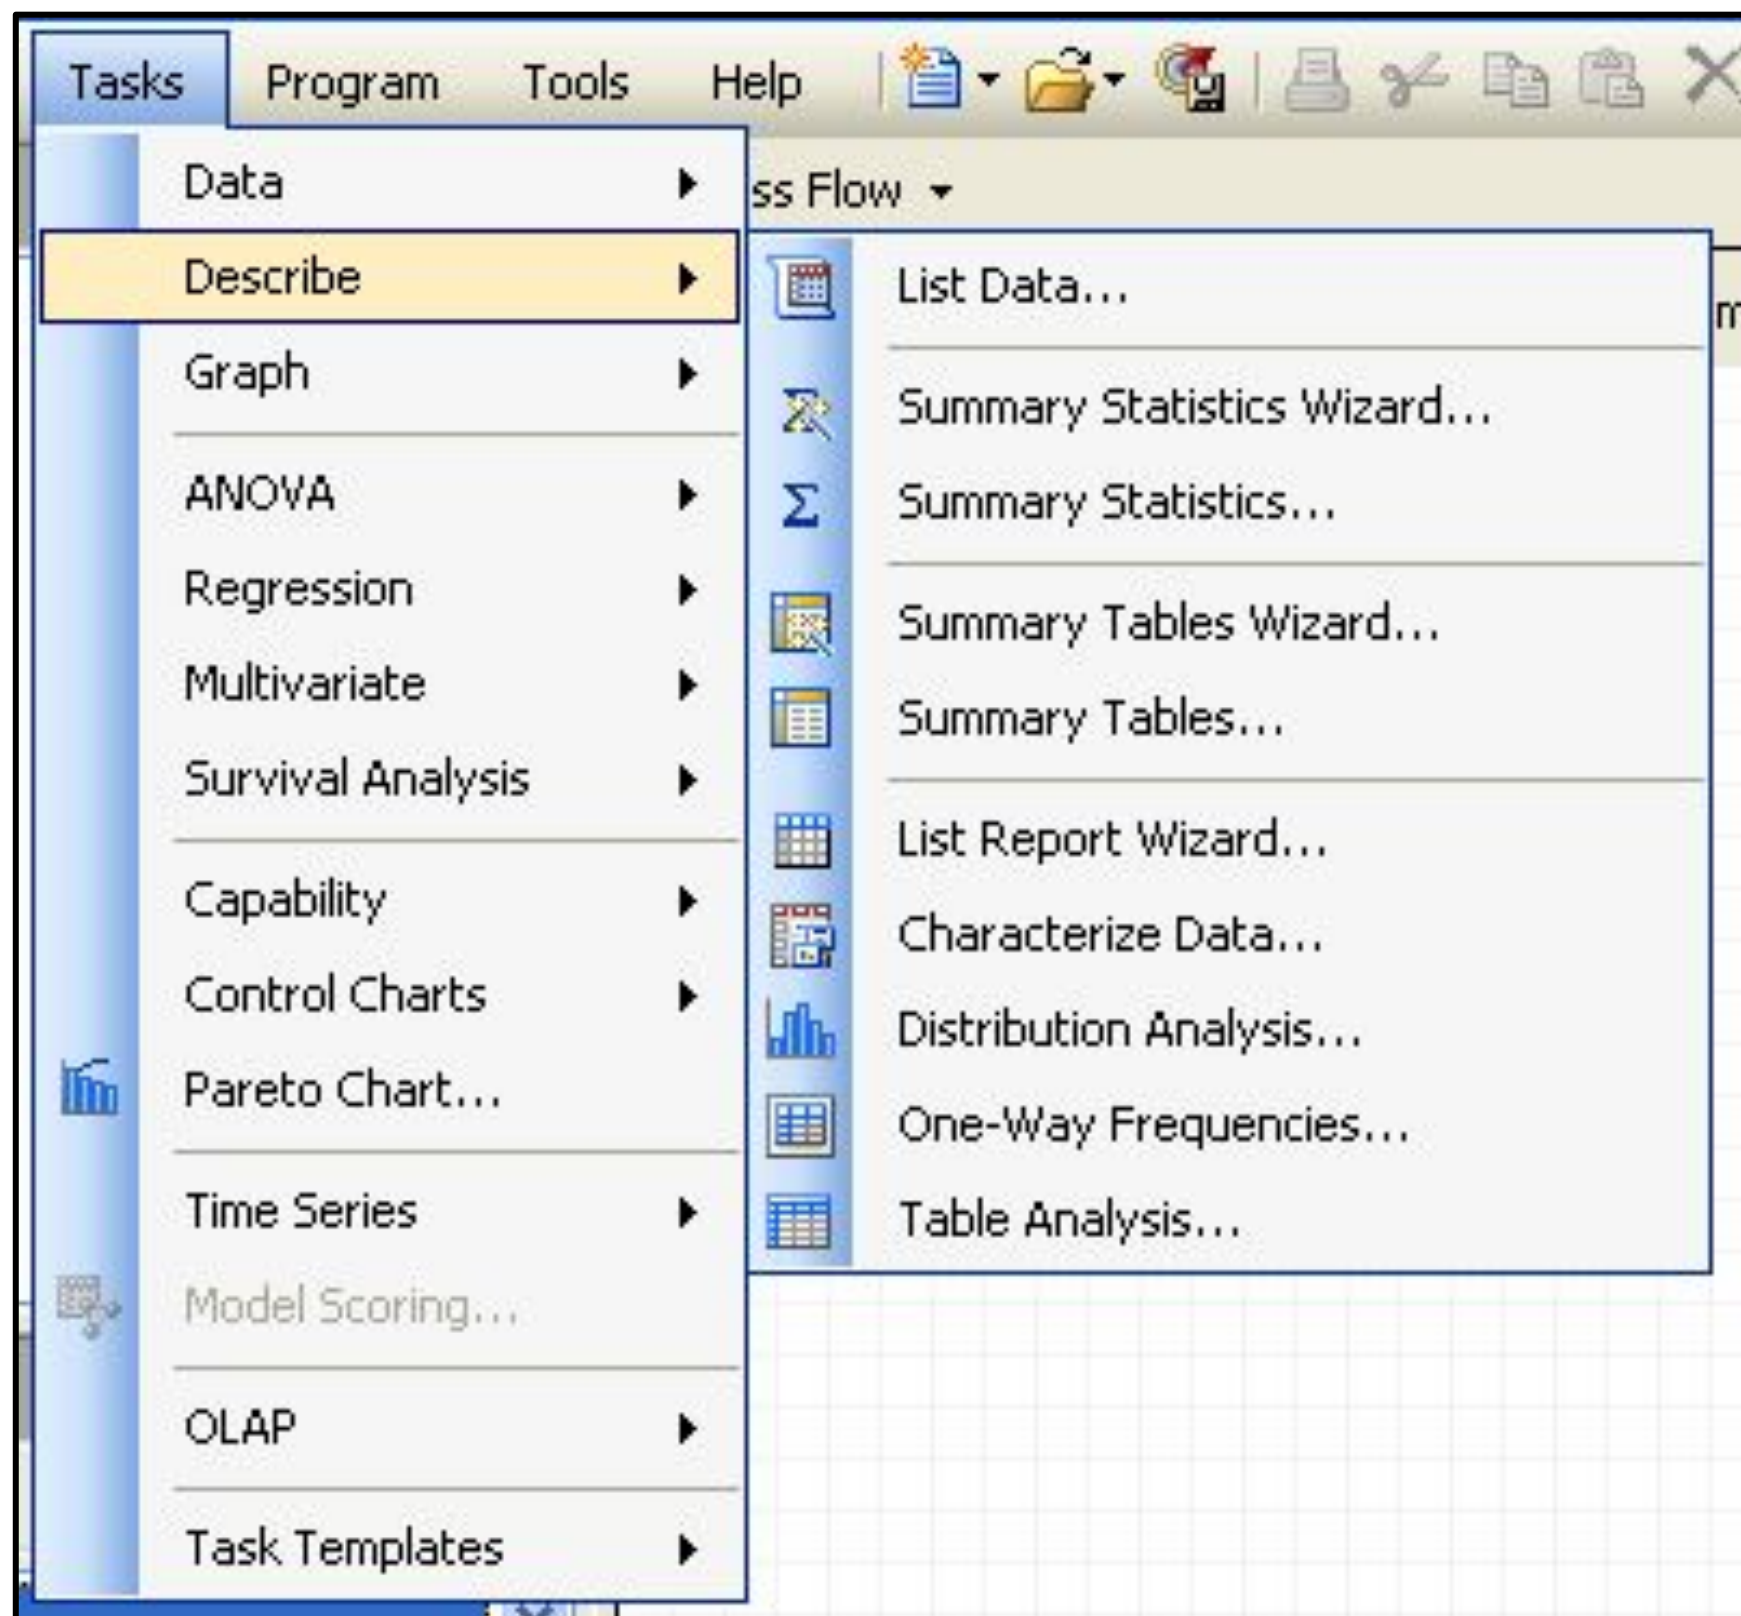 Tasks Program Tools Help
Data
ss Flow
Describe
Graph
ANOVA
Regression
Multivariate
Survival Analysis
Capability
Control Charts
Pareto Chart...
Time Series
Model Scoring...
OLAP
Task Templates
List Data...
Summary Statistics Wizard...
Summary Statistics...
Summary Tables Wizard...
Summary Tables...
List Report Wizard...
Characterize Data...
Distribution Analysis...
One-Way Frequencies...
Table Analysis...